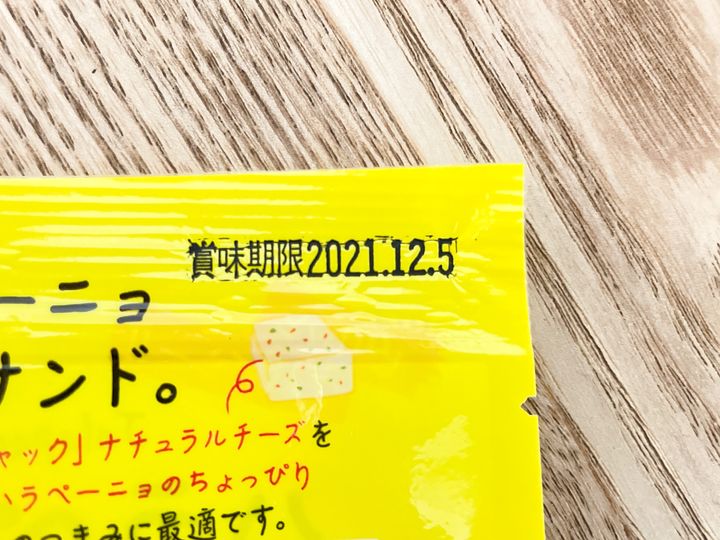 賞味期限2021.12.5
ーニョ
サンド。
ャック」ナチュラルチーズを
ハラペーニョのちょっぴり
のつまみに最適です。